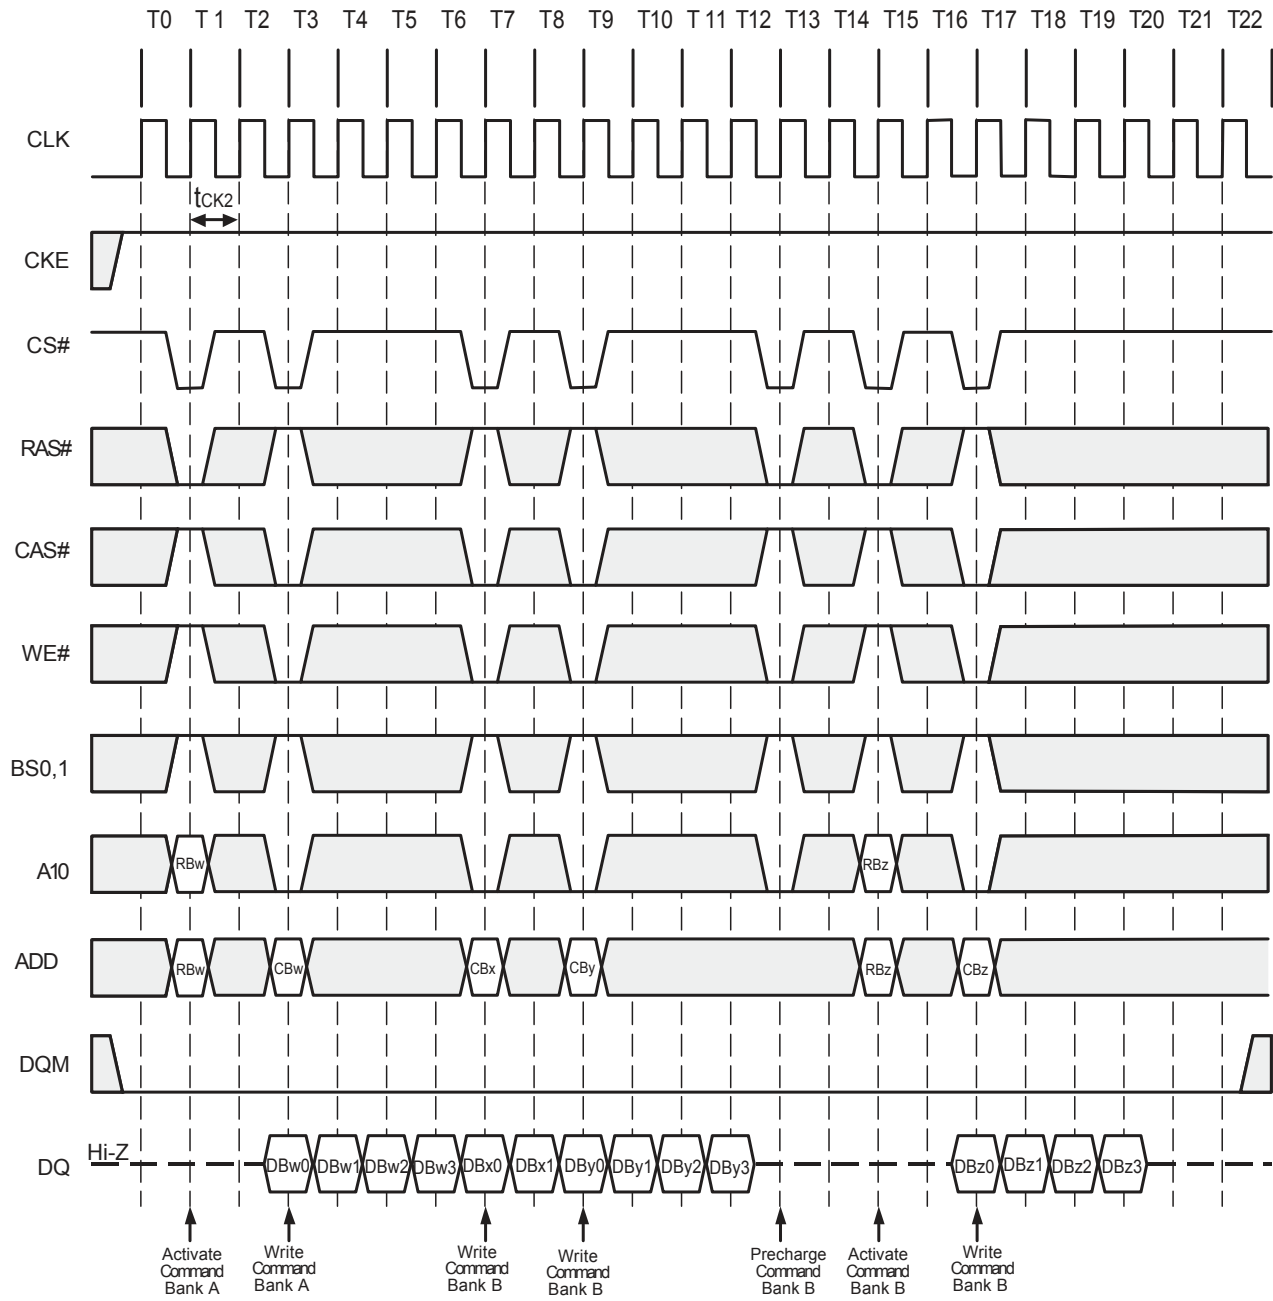 T0 T 1 T2 T3 T4 T5 T6 T7 T8 T9 T10 T 11 T12 T13 T14 T15 T16 T17 T18 T19 T20 T21 T22
CLK
tCK2
CKE
CS#
RAS#
CAS#
WE#
BS0,1
A10 RBw RBz
ADD RBw CBw CBx CBy RBz CBz
DQM
Hi-Z
DQ DBw0 DBw1 DBw2 DBw3 DBx0 DBx1 DBy0 DBy1 DBy2 DBy3 DBz0 DBz1 DBz2 DBz3
Activate
Command
Bank A
Write
Command
Bank A
Write
Command
Bank B
Write
Command
Bank B
Precharge
Command
Bank B
Activate
Command
Bank B
Write
Command
Bank B